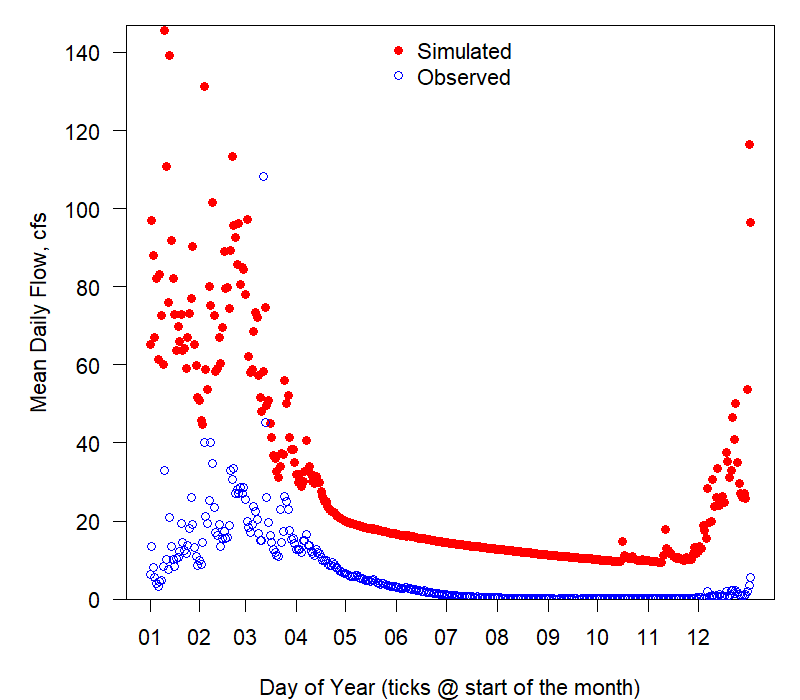 140
120
100
80
60
40
20
0
Mean Daily Flow, cfs
Simulated
Observed
01 02 03 04 05 06 07 08 09 10 11 12
Day of Year (ticks @ start of the month)